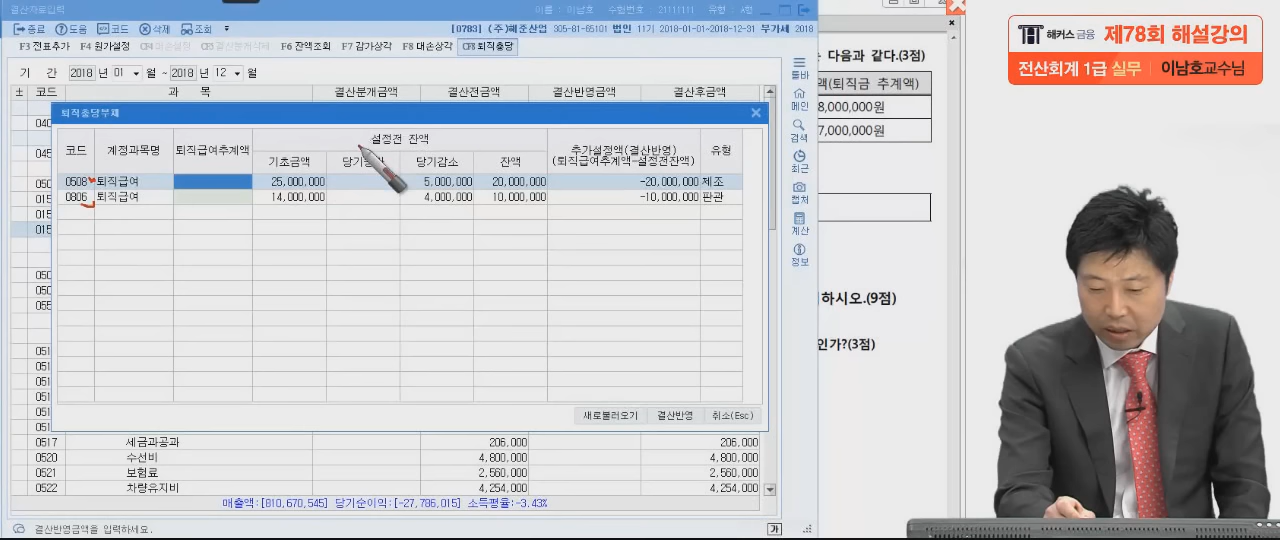 결산자료입력
이름 : 이남호 수험번호 : 21111111 유형 : A형
종료 도움 코드 삭제 조회
[0783] (주)혜준산업 305-81-65101 법인 11기 2018-01-01~2018-12-31 부가세 2018
F3 전표추가 F4 원가설정 F6 잔액조회 F7 감가상각 F8 대손상각 퇴직충당
기 간 2018 년 01 월 ~ 2018 년 12 월
± 코드 과 목 결산분개금액 결산전금액 결산반영금액 결산후금액
퇴직충당부채
코드 계정과목명 퇴직급여추계액 설정전 잔액 추가설정액(결산반영) 유형
기초금액 당기감소 잔액 (퇴직급여추계액-설정전잔액)
0508 퇴직급여 25,000,000 5,000,000 20,000,000 -20,000,000 제조
0806 퇴직급여 14,000,000 4,000,000 10,000,000 -10,000,000 판관
새로불러오기 결산반영 취소(Esc)
0517 세금과공과 206,000 206,000
0520 수선비 4,800,000 4,800,000
0521 보험료 2,560,000 2,560,000
0522 차량유지비 4,254,000 4,254,000
매출액:[810,670,545] 당기순이익:[-27,786,015] 소득평율:-3.43%
결산반영금액을 입력하세요. 가
툴바
메인
검색
최근
캡처
계산
정보
는 다음과 같다.(3점)
액(퇴직금 추계액)
8,000,000원
7,000,000원
하시오.(9점)
인가?(3점)
해커스 금융 제78회 해설강의
전산회계 1급 실무 이남호교수님